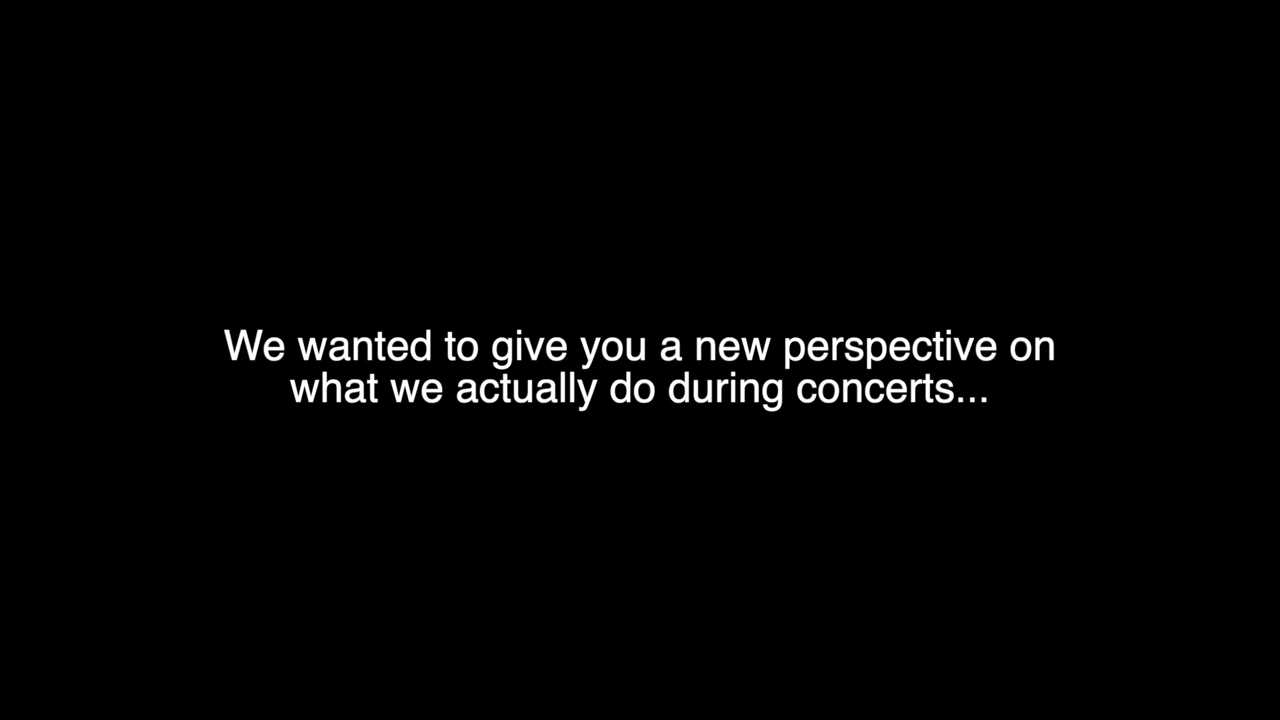 We wanted to give you a new perspective on
what we actually do during concerts...